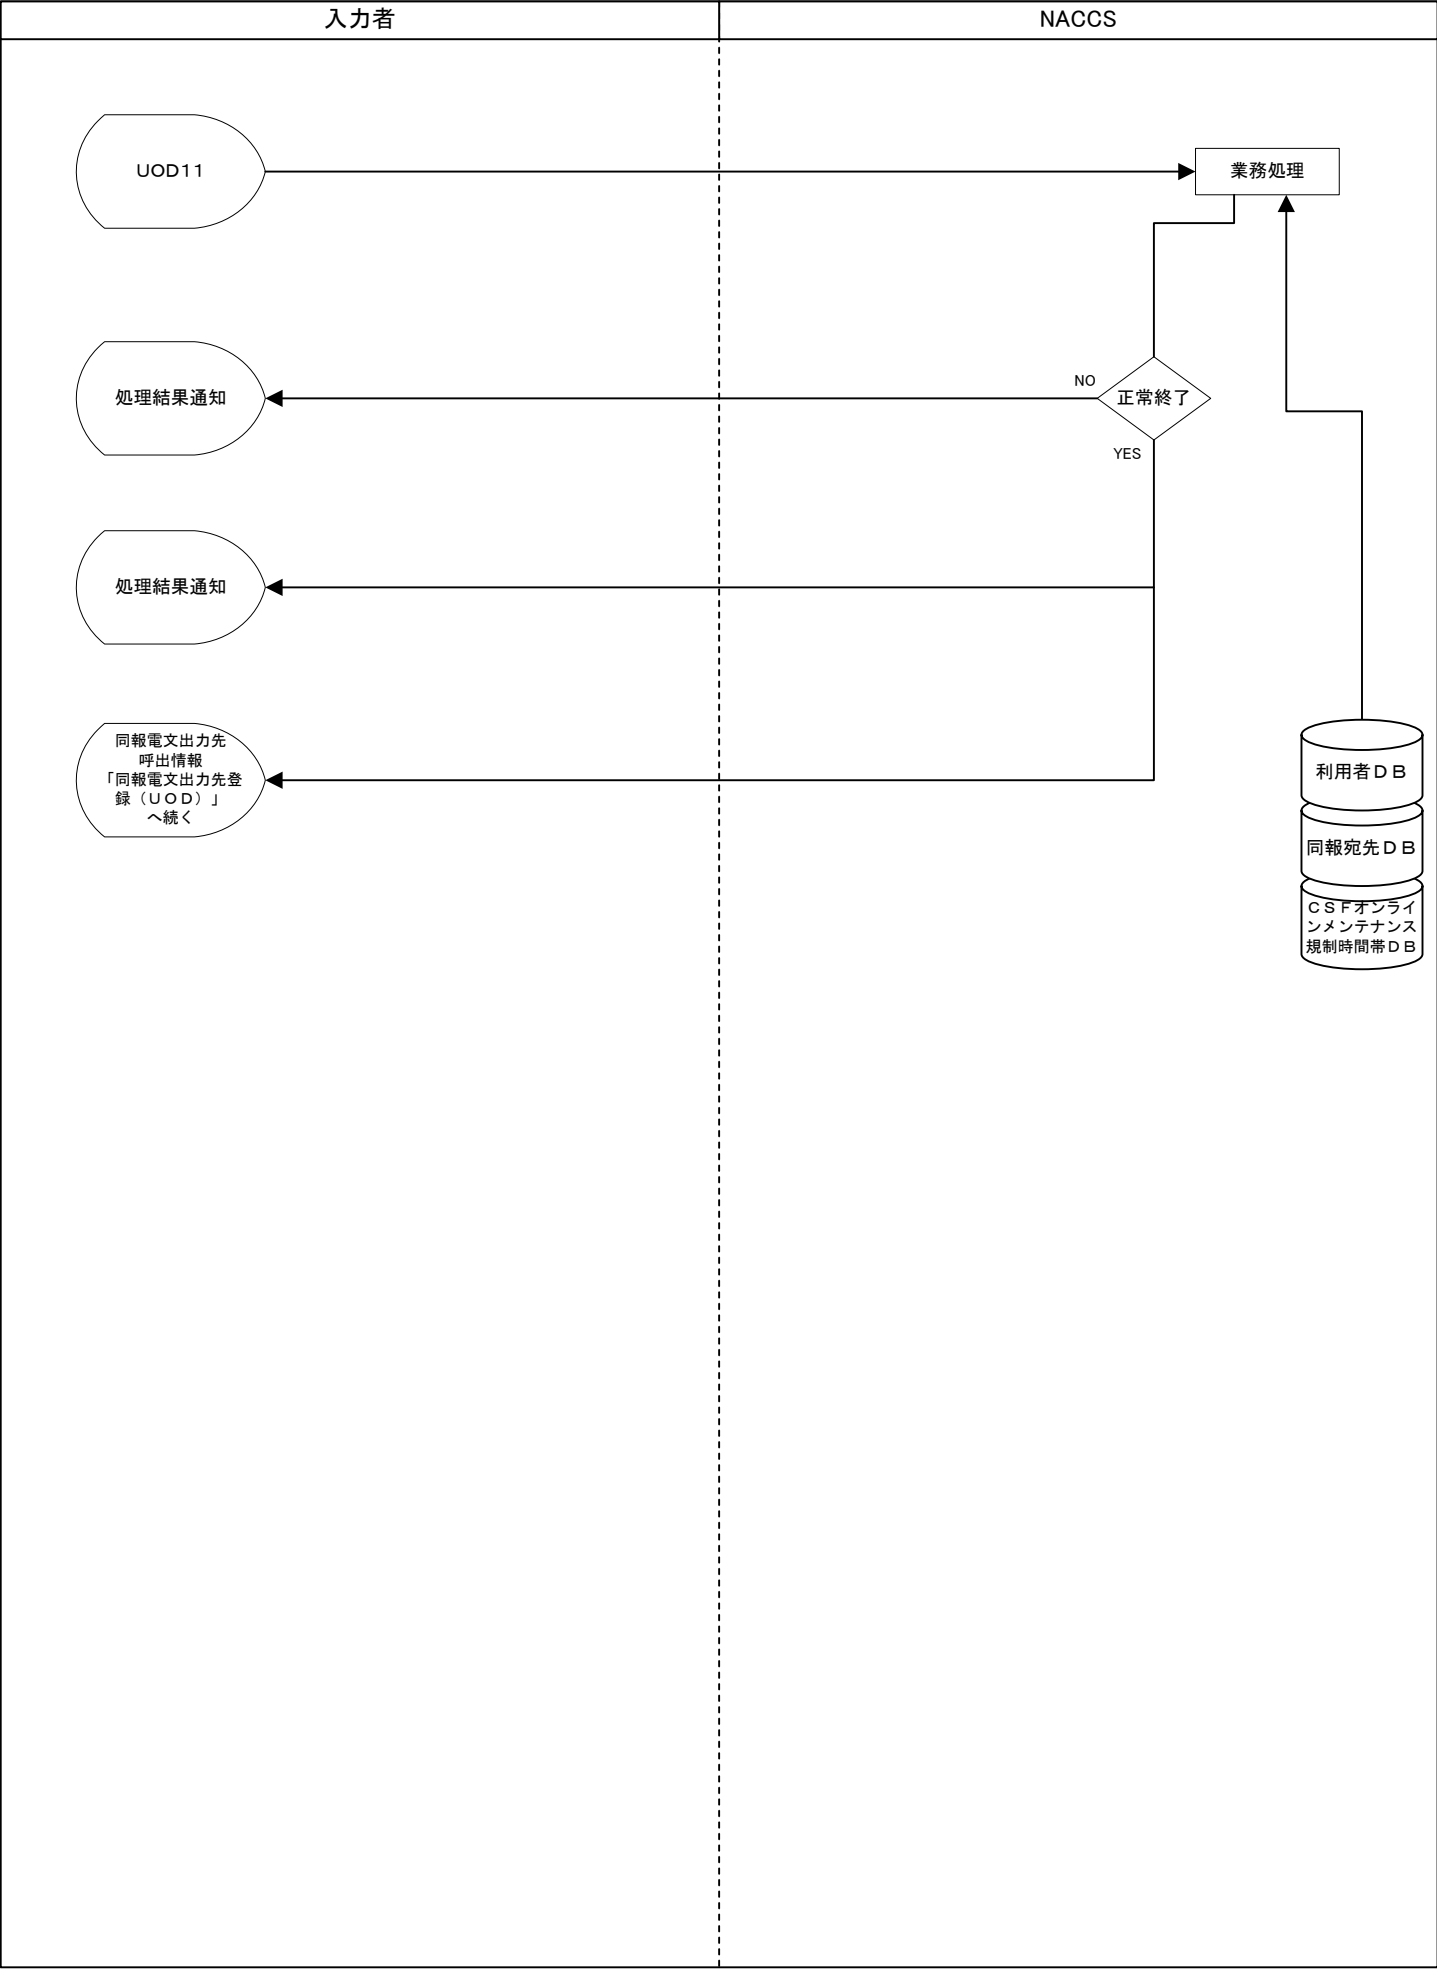 入力者
NACCS
UOD11
業務処理
処理結果通知
NO
正常終了
YES
処理結果通知
同報電文出力先
呼出情報
「同報電文出力先登
録（ＵＯＤ）」
へ続く
利用者ＤＢ
同報宛先ＤＢ
ＣＳＦオンライ
ンメンテナンス
規制時間帯ＤＢ